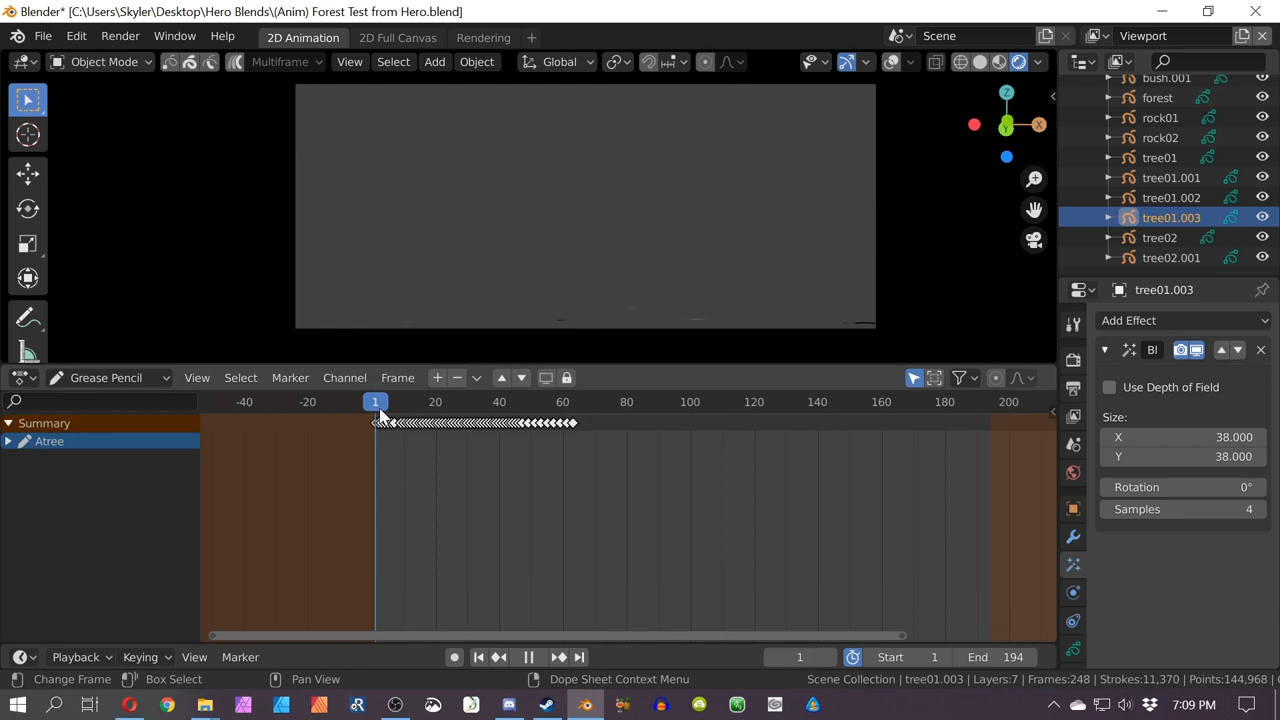 Blender* [C:\Users\Skyler\Desktop\Hero Blends\(Anim) Forest Test from Hero.blend]
File Edit Render Window Help 2D Animation 2D Full Canvas Rendering + Scene Viewport
Object Mode Multiframe View Select Add Object Global
Z
X
Y
bush.001
forest
rock01
rock02
tree01
tree01.001
tree01.002
tree01.003
tree02
tree02.001
tree01.003
Add Effect
Bl
Use Depth of Field
Size:
X 38.000
Y 38.000
Rotation 0°
Samples 4
Grease Pencil View Select Marker Channel Frame
-40 -20 1 20 40 60 80 100 120 140 160 180 200
Summary
Atree
Playback Keying View Marker 1 Start 1 End 194
Change Frame Box Select Pan View Dope Sheet Context Menu Scene Collection | tree01.003 | Layers:7 | Frames:248 | Strokes:11,370 | Points:144,968 |
7:09 PM